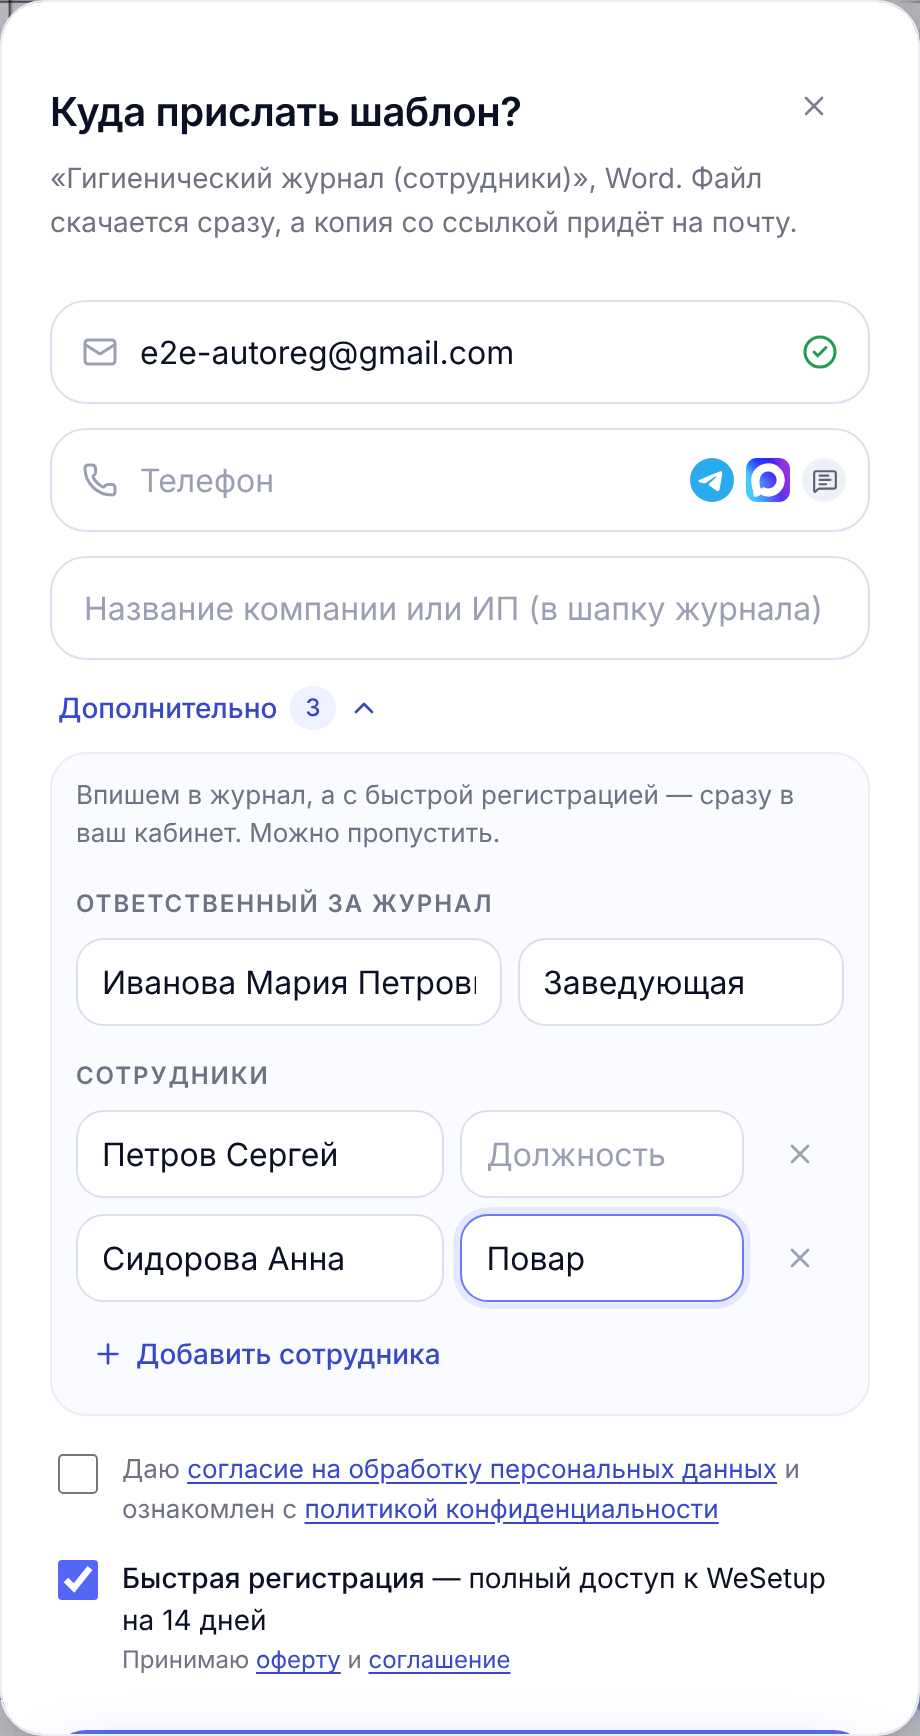 Куда прислать шаблон?
«Гигиенический журнал (сотрудники)», Word. Файл
скачается сразу, а копия со ссылкой придёт на почту.
e2e-autoreg@gmail.com
Телефон
Название компании или ИП (в шапку журнала)
Дополнительно 3
Впишем в журнал, а с быстрой регистрацией — сразу в
ваш кабинет. Можно пропустить.
ОТВЕТСТВЕННЫЙ ЗА ЖУРНАЛ
Иванова Мария Заведующая
СОТРУДНИКИ
Петров Сергей Должность
Сидорова Анна Повар
+ Добавить сотрудника
Даю согласие на обработку персональных данных и
ознакомлен с политикой конфиденциальности
Быстрая регистрация — полный доступ к WeSetup
на 14 дней
Принимаю оферту и соглашение